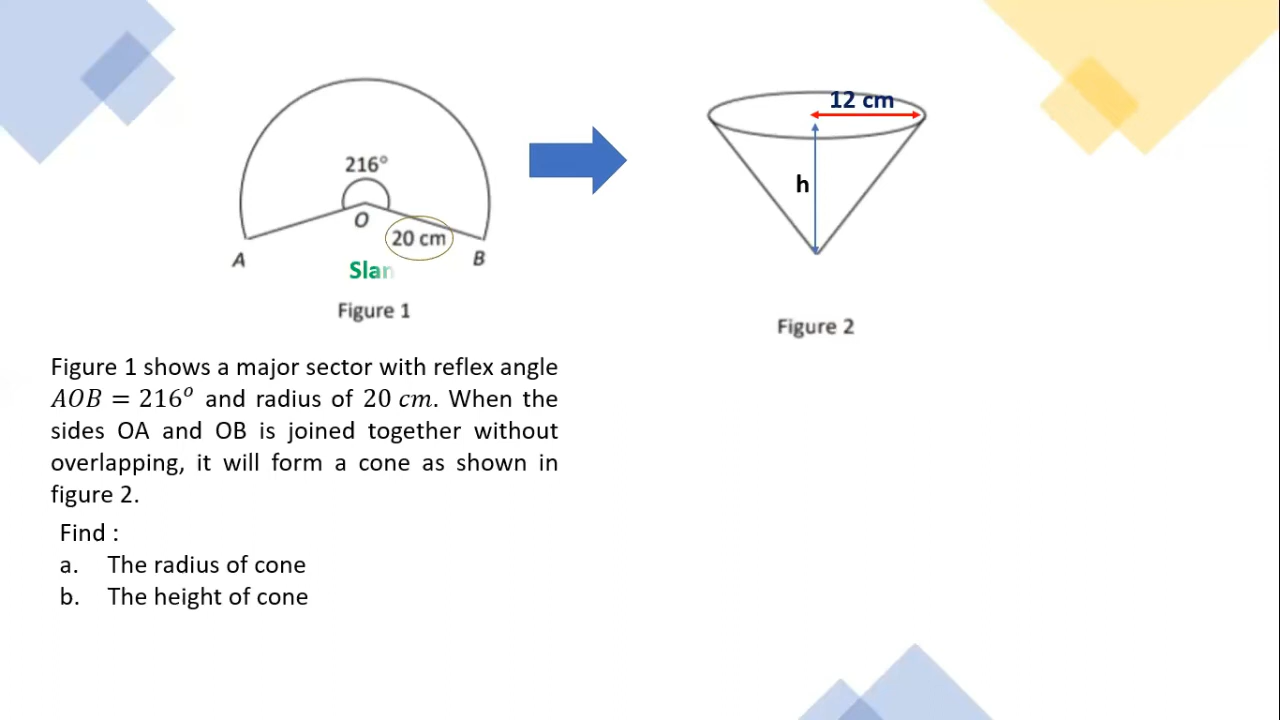 216°
O
20 cm
A
B
Slan
Figure 1
12 cm
h
Figure 2
Figure 1 shows a major sector with reflex angle
AOB = 216° and radius of 20 cm. When the
sides OA and OB is joined together without
overlapping, it will form a cone as shown in
figure 2.
Find :
a. The radius of cone
b. The height of cone